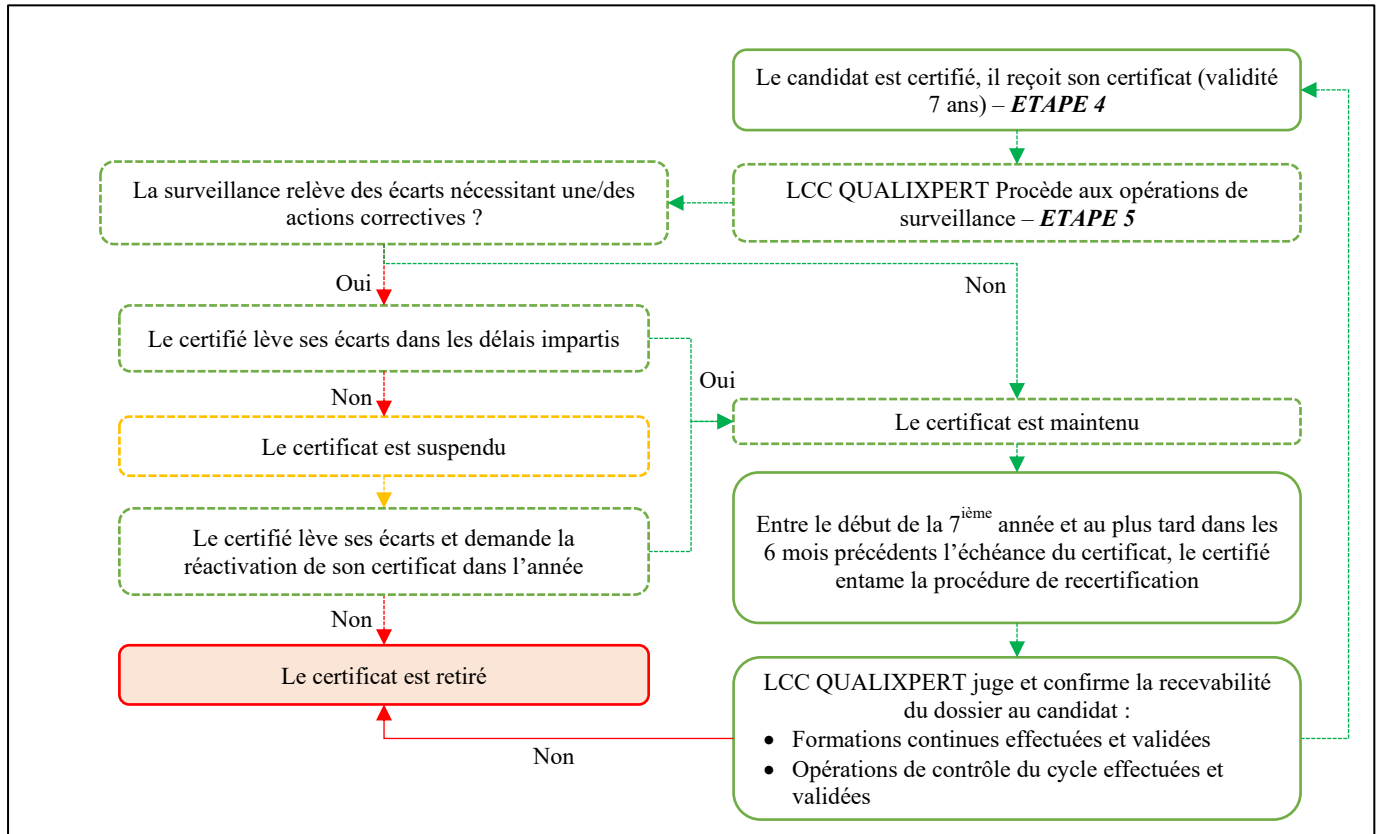 Le candidat est certifié, il reçoit son certificat (validité
7 ans) – ETAPE 4
LCC QUALIXPERT Procède aux opérations de
surveillance – ETAPE 5
La surveillance relève des écarts nécessitant une/des
actions correctives ?
Oui
Non
Le certifié lève ses écarts dans les délais impartis
Oui
Non
Le certificat est suspendu
Le certificat est maintenu
Le certifié lève ses écarts et demande la
réactivation de son certificat dans l’année
Entre le début de la 7ième année et au plus tard dans les
6 mois précédents l’échéance du certificat, le certifié
entame la procédure de recertification
Non
Le certificat est retiré
LCC QUALIXPERT juge et confirme la recevabilité
du dossier au candidat :
• Formations continues effectuées et validées
• Opérations de contrôle du cycle effectuées et
validées
Non